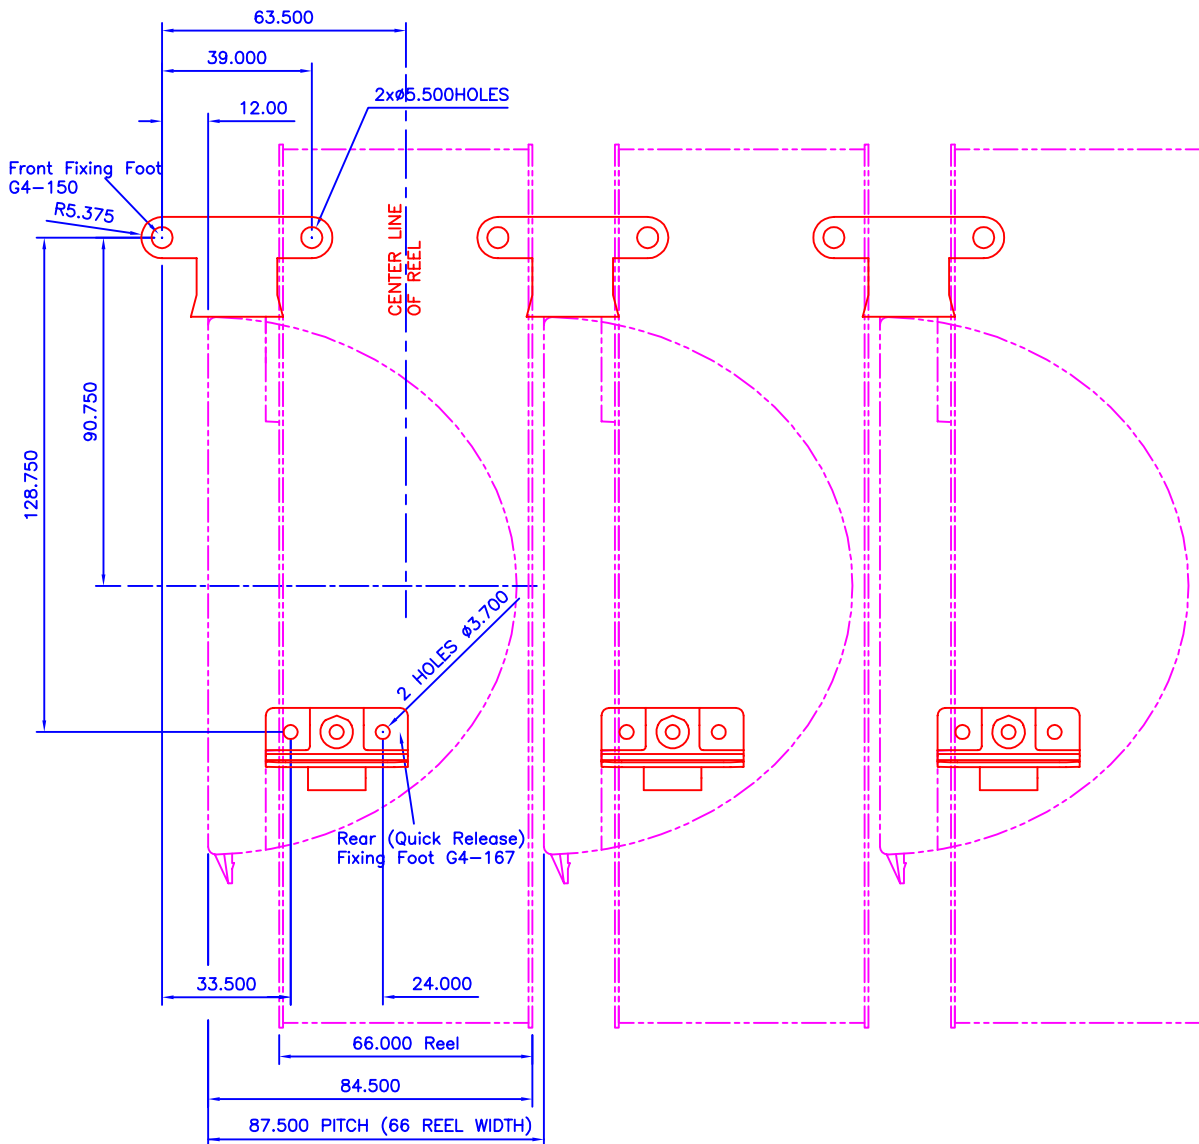 63.500
39.000
2xø5.500HOLES
12.00
Front Fixing Foot
G4-150
R5.375
CENTER LINE
OF REEL
90.750
128.750
2 HOLES ø3.700
Rear (Quick Release)
Fixing Foot G4-167
33.500
24.000
66.000 Reel
84.500
87.500 PITCH (66 REEL WIDTH)